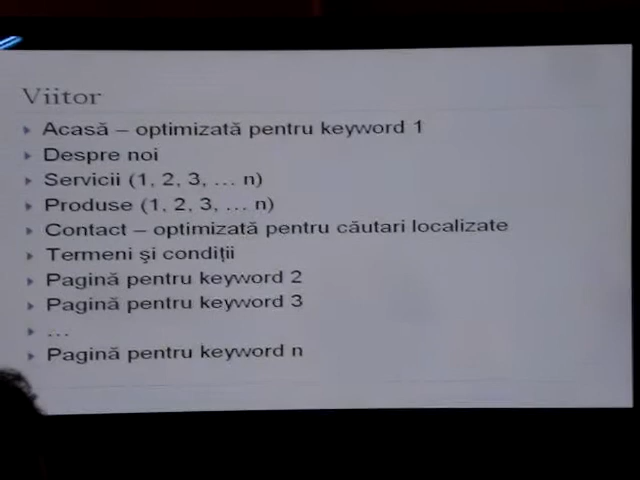 Viitor
Acasă – optimizată pentru keyword 1
Despre noi
Servicii (1, 2, 3, … n)
Produse (1, 2, 3, … n)
Contact – optimizată pentru căutari localizate
Termeni şi condiţii
Pagină pentru keyword 2
Pagină pentru keyword 3
…
Pagină pentru keyword n